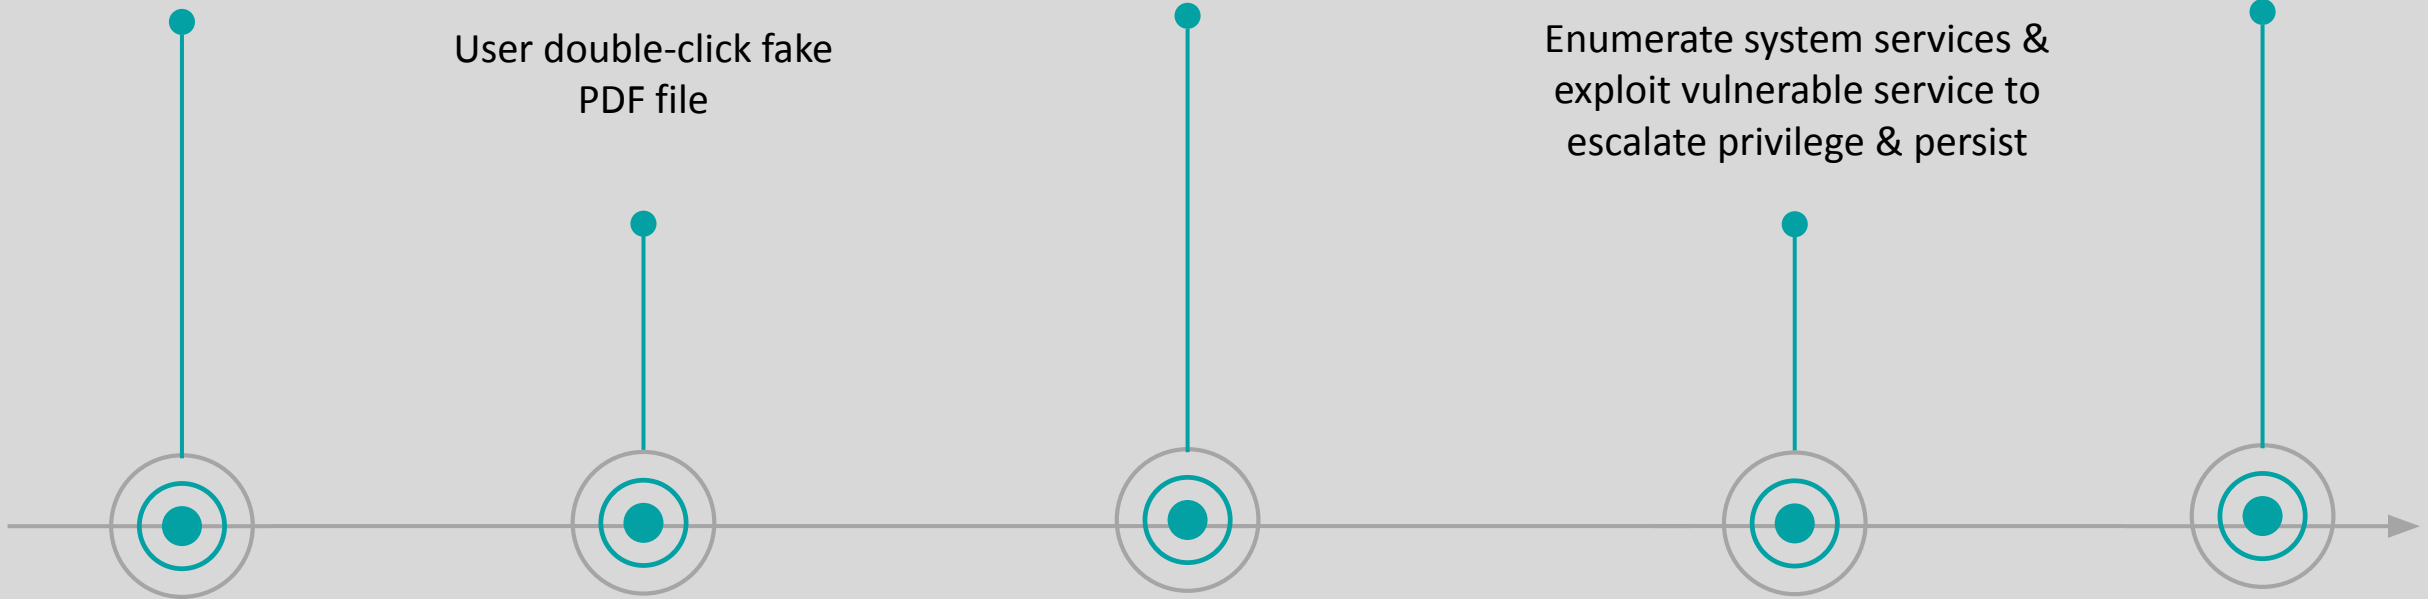 User double-click fake
PDF file
Enumerate system services &
exploit vulnerable service to
escalate privilege & persist